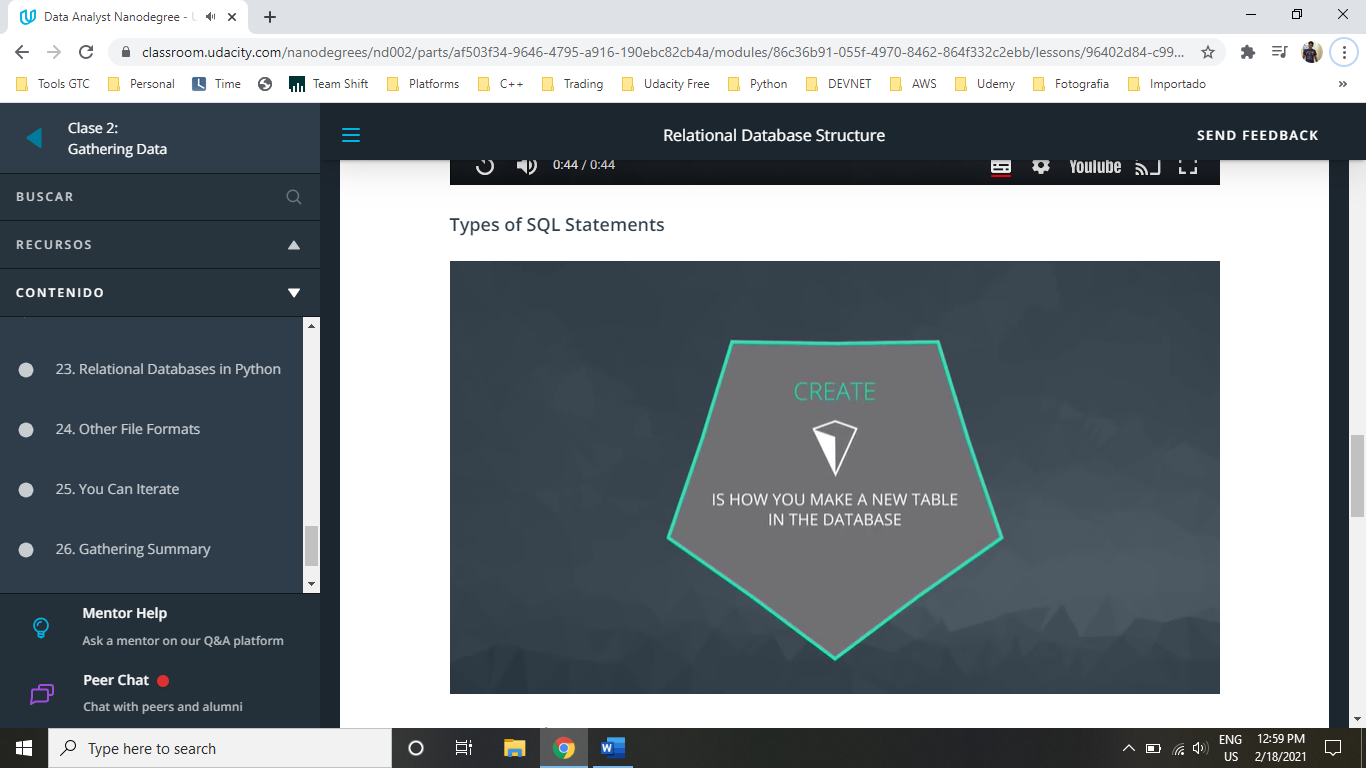 Data Analyst Nanodegree - U
classroom.udacity.com/nanodegrees/nd002/parts/af503f34-9646-4795-a916-190ebc82cb4a/modules/86c36b91-055f-4970-8462-864f332c2ebb/lessons/96402d84-c99...
Tools GTC Personal Time Team Shift Platforms C++ Trading Udacity Free Python DEVNET AWS Udemy Fotografia Importado »
Clase 2:
Gathering Data
Relational Database Structure
SEND FEEDBACK
BUSCAR
RECURSOS
CONTENIDO
23. Relational Databases in Python
24. Other File Formats
25. You Can Iterate
26. Gathering Summary
Mentor Help
Ask a mentor on our Q&A platform
Peer Chat
Chat with peers and alumni
0:44 / 0:44
YouTube
Types of SQL Statements
CREATE
IS HOW YOU MAKE A NEW TABLE
IN THE DATABASE
Type here to search
W
ENG
US
12:59 PM
2/18/2021